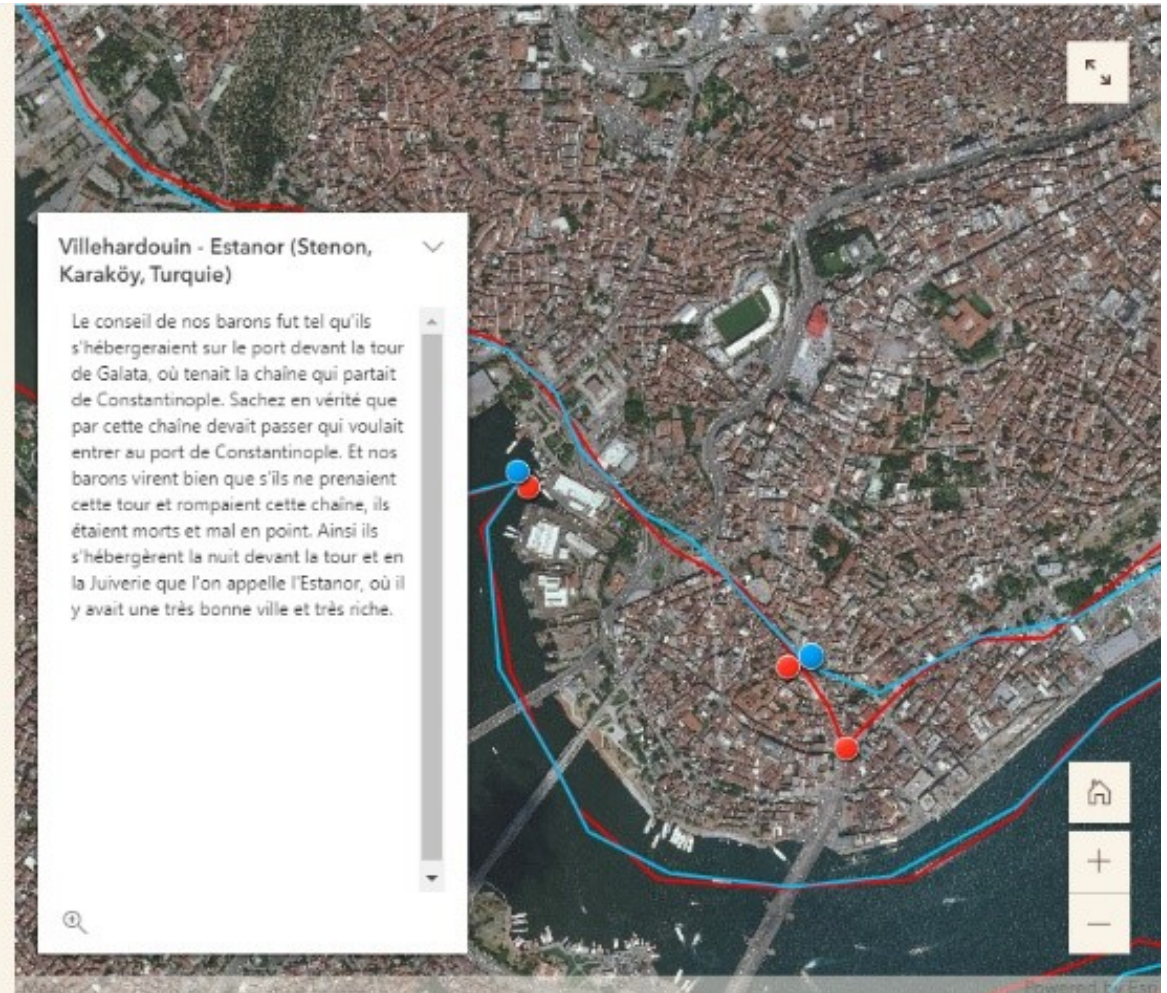 Villehardouin - Estanor (Stenon,
Karaköy, Turquie)
Le conseil de nos barons fut tel qu'ils
s'hébergeraient sur le port devant la tour
de Galata, où tenait la chaîne qui partait
de Constantinople. Sachez en vérité que
par cette chaîne devait passer qui voulait
entrer au port de Constantinople. Et nos
barons virent bien que s'ils ne prenaient
cette tour et rompaient cette chaîne, ils
étaient morts et mal en point. Ainsi ils
s'hébergèrent la nuit devant la tour et en
la Juiverie que l'on appelle l'Estanor, où il
y avait une très bonne ville et très riche.
Powered by Esri